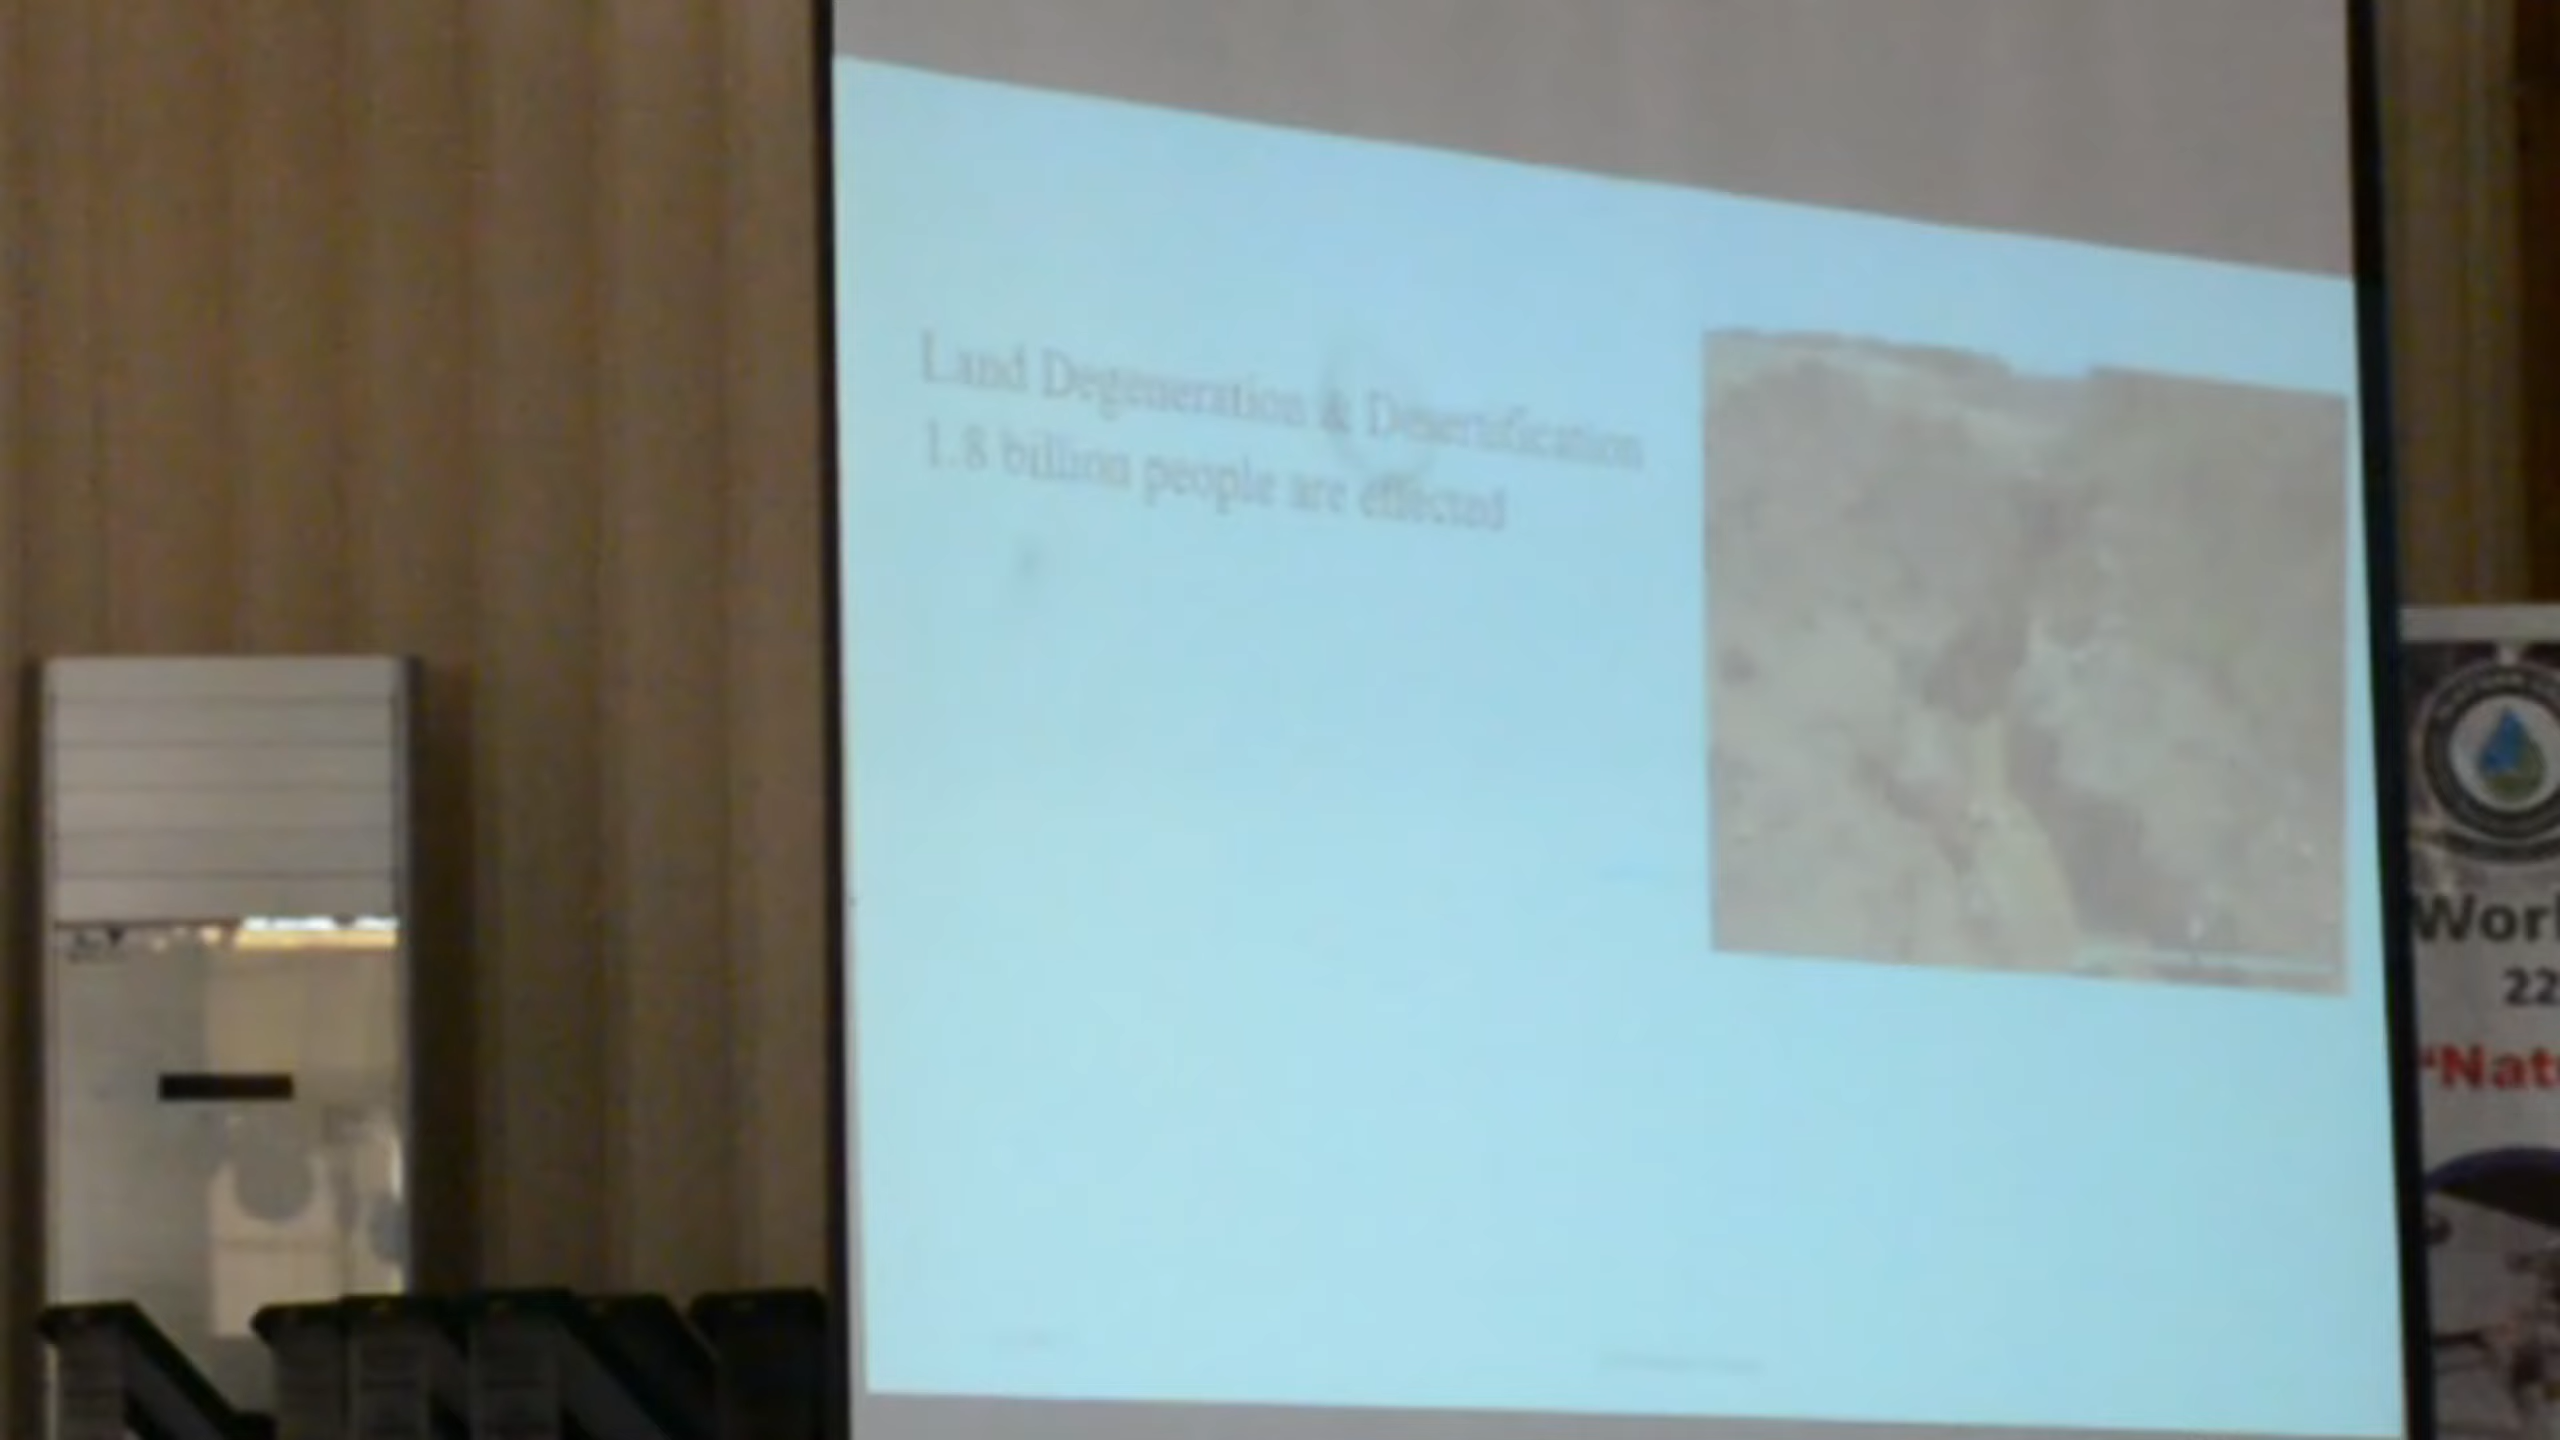 Land Degeneration & Desertification
1.8 billion people are effected
Worl
22
"Nat